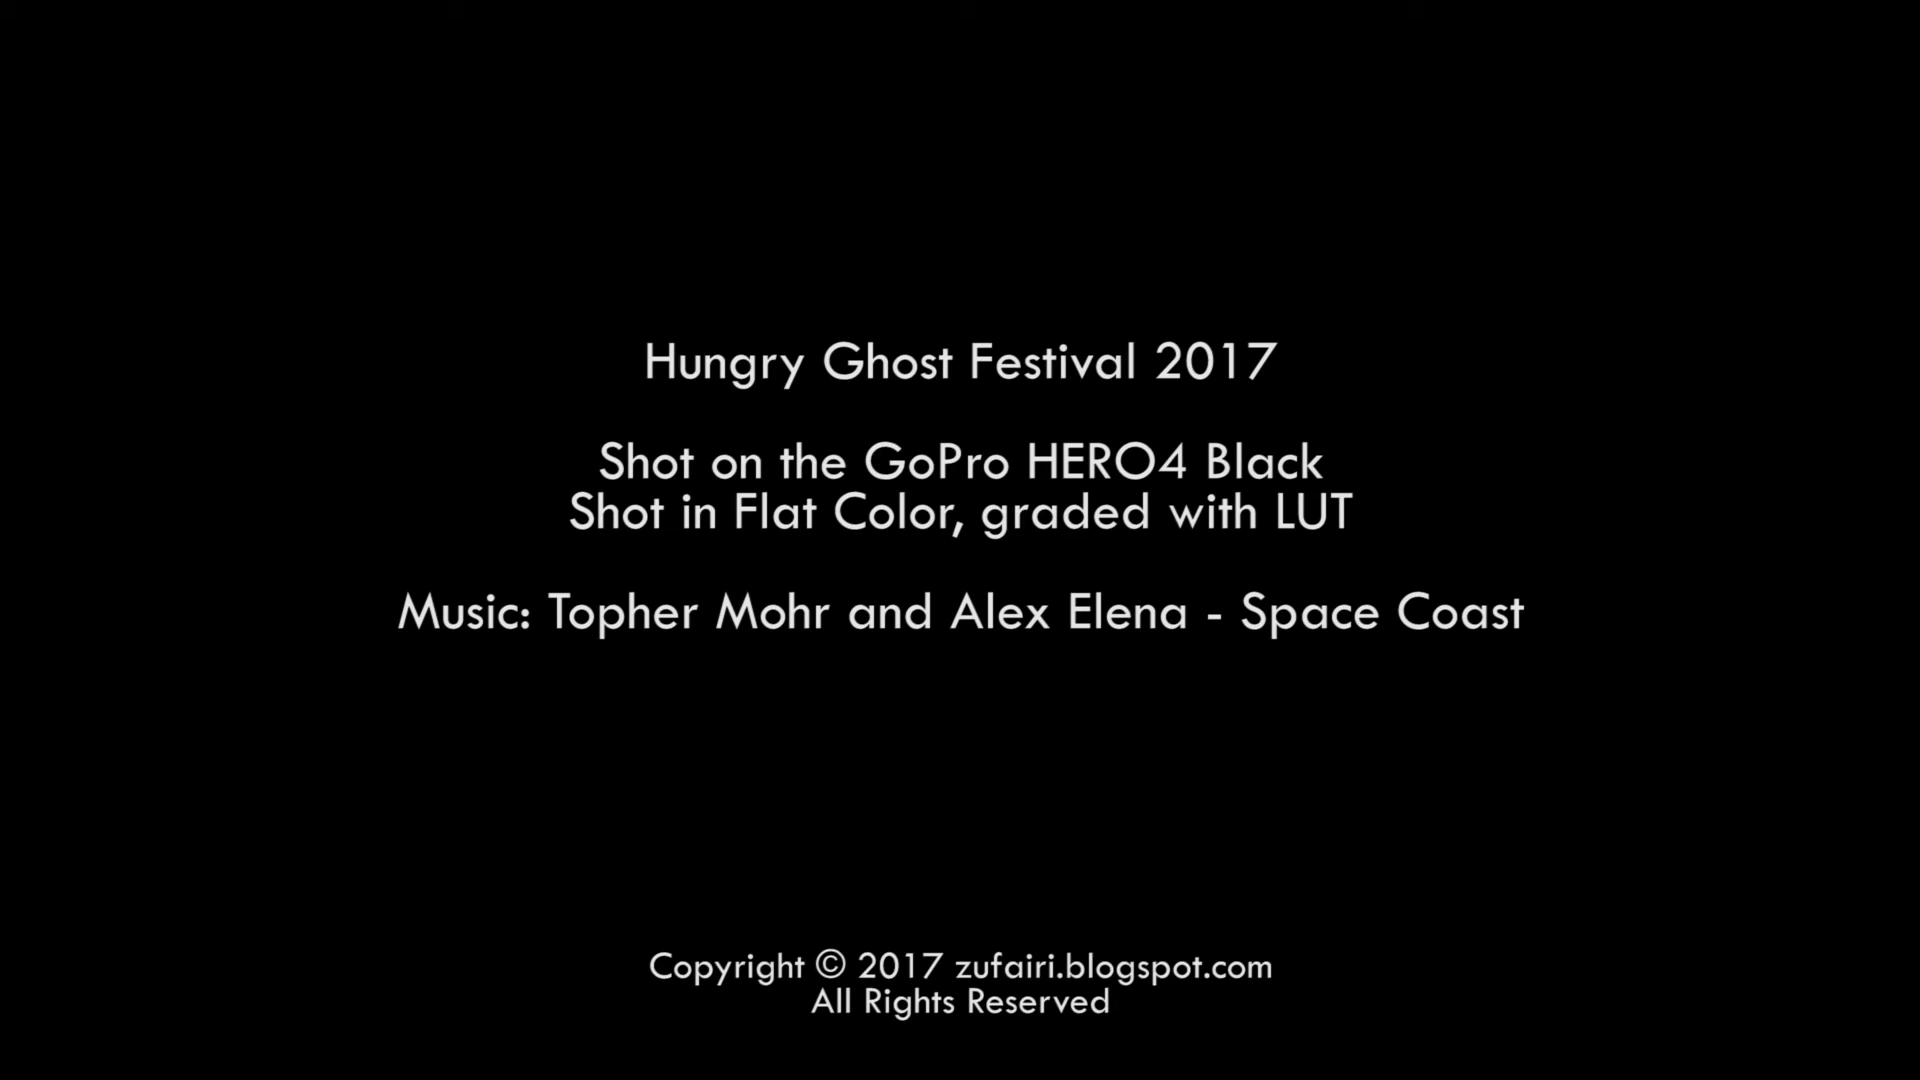 Hungry Ghost Festival 2017
Shot on the GoPro HERO4 Black
Shot in Flat Color, graded with LUT
Music: Topher Mohr and Alex Elena - Space Coast
Copyright © 2017 zufairi.blogspot.com
All Rights Reserved